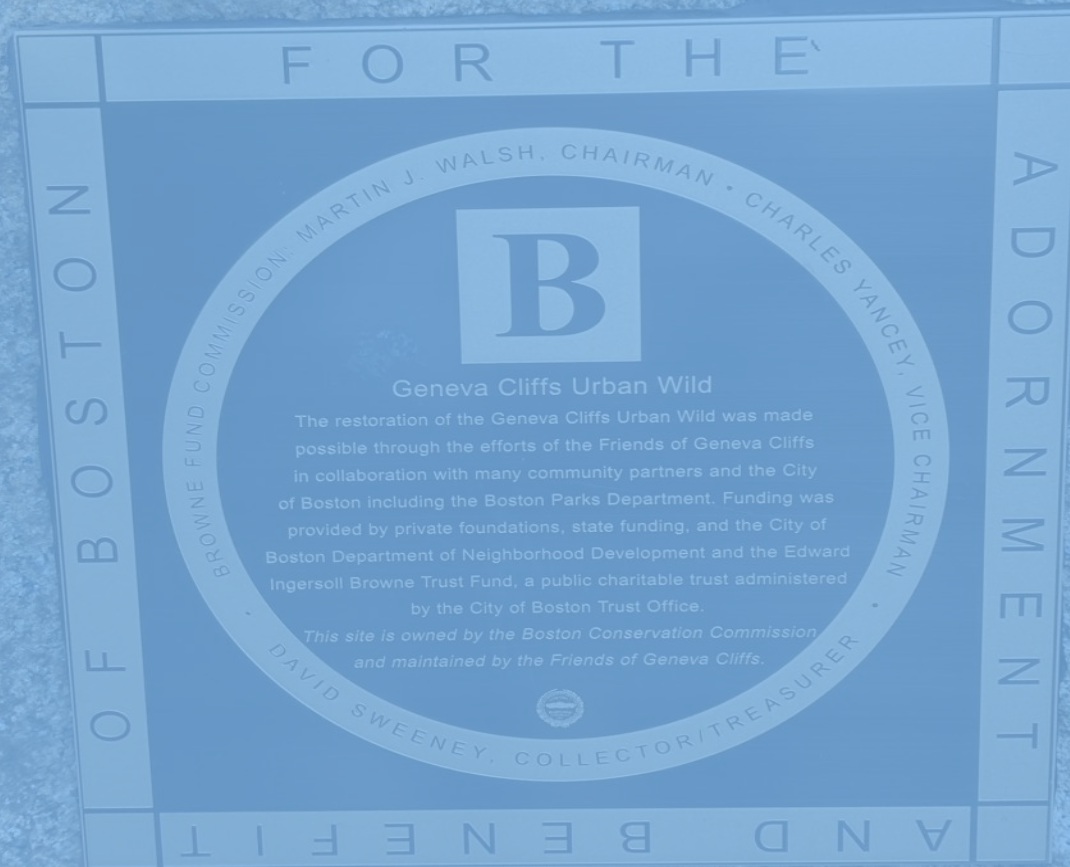 FOR THE
ADORNMENT
AND BENEFIT
OF BOSTON
BROWNE FUND COMMISSION: MARTIN J. WALSH, CHAIRMAN • CHARLES YANCEY, VICE CHAIRMAN •
DAVID SWEENEY, COLLECTOR/TREASURER •
B
Geneva Cliffs Urban Wild
The restoration of the Geneva Cliffs Urban Wild was made
possible through the efforts of the Friends of Geneva Cliffs
in collaboration with many community partners and the City
of Boston including the Boston Parks Department. Funding was
provided by private foundations, state funding, and the City of
Boston Department of Neighborhood Development and the Edward
Ingersoll Browne Trust Fund, a public charitable trust administered
by the City of Boston Trust Office.
This site is owned by the Boston Conservation Commission
and maintained by the Friends of Geneva Cliffs.